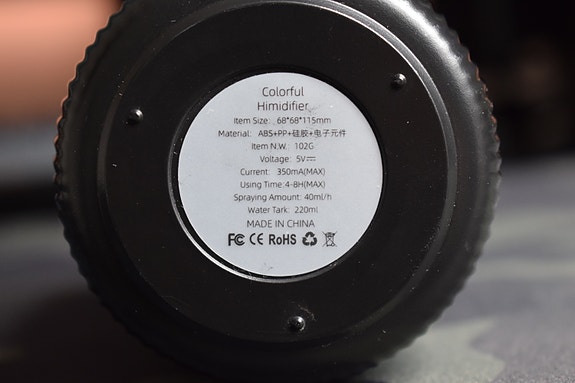 Colorful
Himidifier
Item Size: 68*68*115mm
Material: ABS+PP+硅胶+电子元件
Item N.W.: 102G
Voltage: 5V⎓
Current: 350mA(MAX)
Using Time:4-8H(MAX)
Spraying Amount: 40ml/h
Water Tark: 220ml
MADE IN CHINA
FC CE RoHS